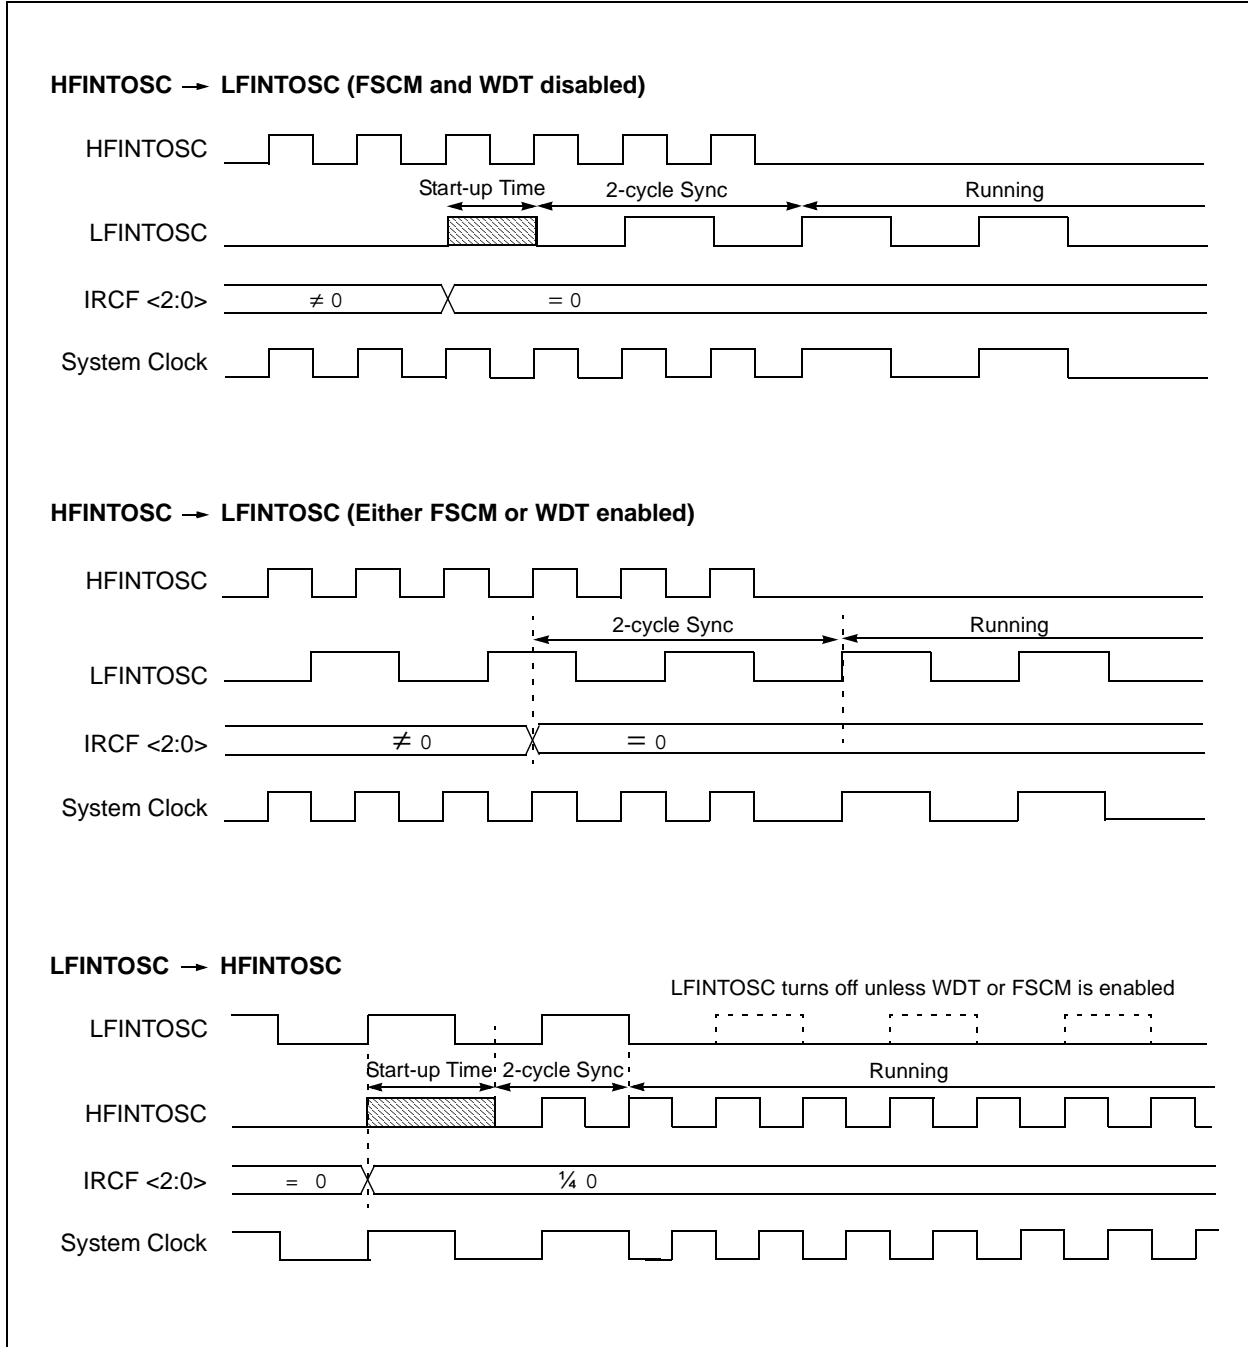 HFINTOSC → LFINTOSC (FSCM and WDT disabled)
HFINTOSC
Start-up Time 2-cycle Sync Running
LFINTOSC
IRCF <2:0> ≠ 0 = 0
System Clock
HFINTOSC → LFINTOSC (Either FSCM or WDT enabled)
HFINTOSC
2-cycle Sync Running
LFINTOSC
IRCF <2:0> ≠ 0 = 0
System Clock
LFINTOSC → HFINTOSC
LFINTOSC turns off unless WDT or FSCM is enabled
LFINTOSC
Start-up Time 2-cycle Sync Running
HFINTOSC
IRCF <2:0> = 0 ¼ 0
System Clock